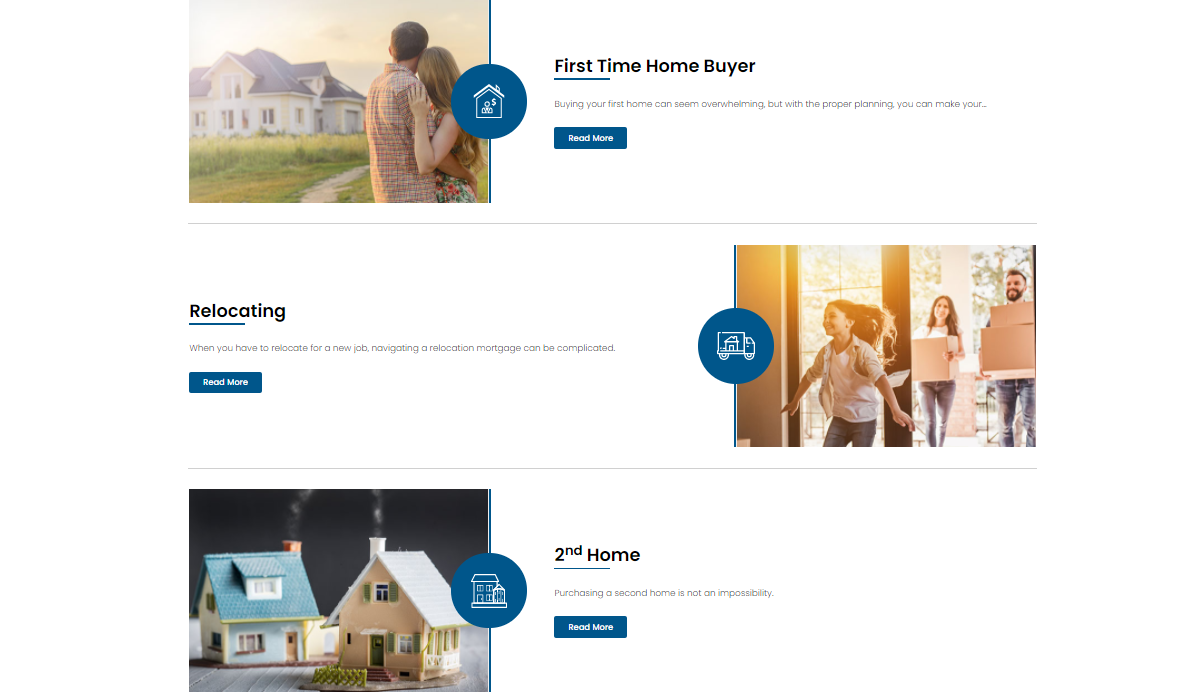 First Time Home Buyer
Buying your first home can seem overwhelming, but with the proper planning, you can make your...
Read More
Relocating
When you have to relocate for a new job, navigating a relocation mortgage can be complicated.
Read More
2nd Home
Purchasing a second home is not an impossibility.
Read More